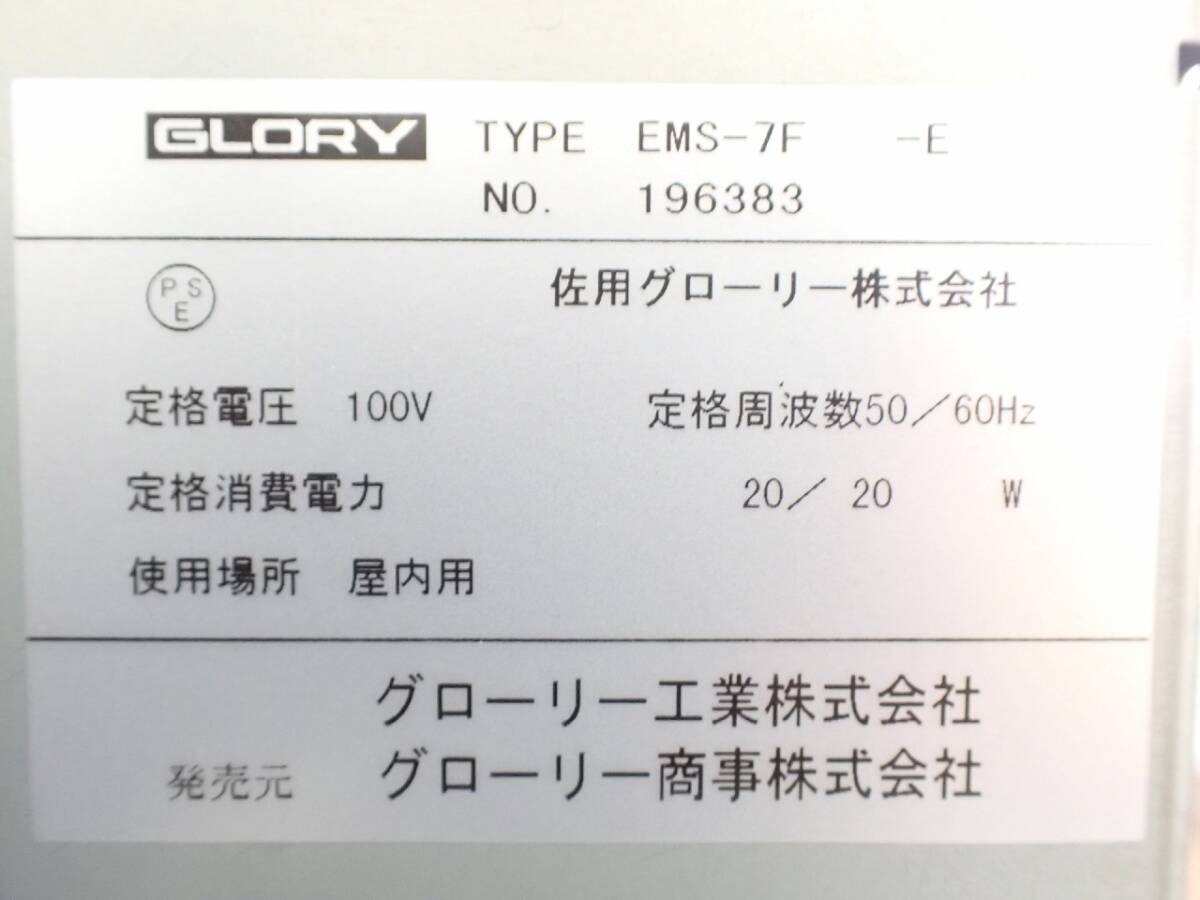 GLORY TYPE EMS-7F -E
NO. 196383
PSE 佐用グローリー株式会社
定格電圧 100V 定格周波数50/60Hz
定格消費電力 20/ 20 W
使用場所 屋内用
グローリー工業株式会社
発売元 グローリー商事株式会社